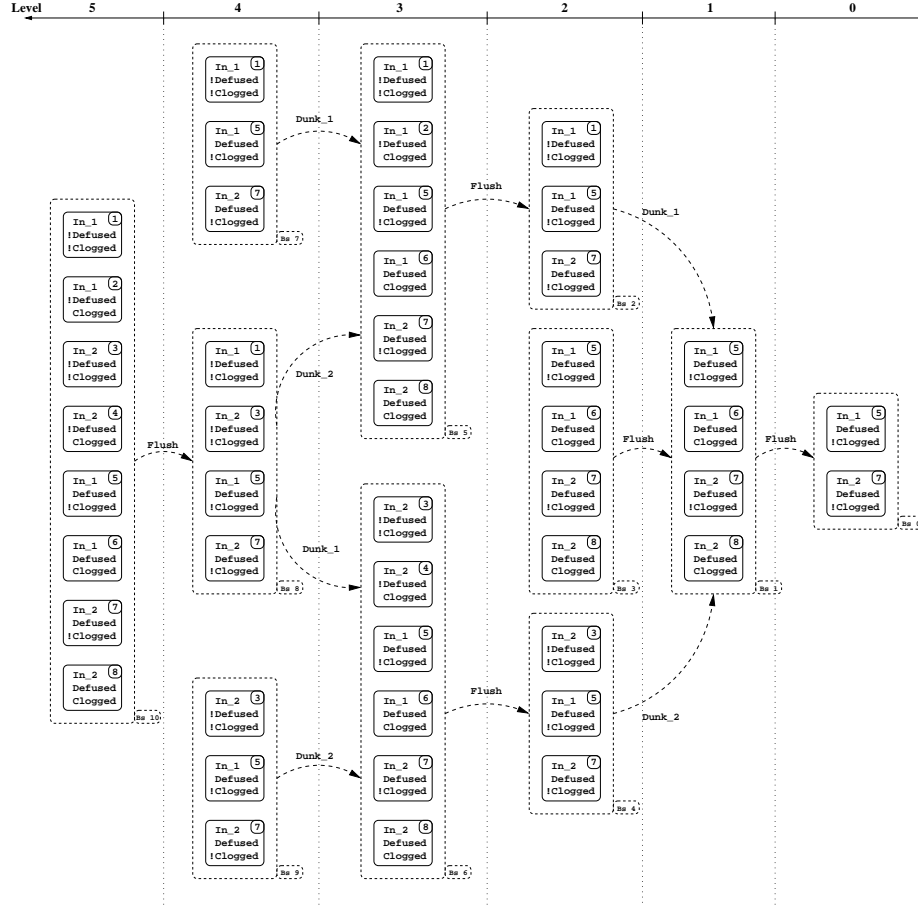 Level 5 4 3 2 1 0
In_1 1
!Defused
!Clogged
In_1 2
!Defused
Clogged
In_2 3
!Defused
!Clogged
In_2 4
!Defused
Clogged
In_1 5
Defused
!Clogged
In_1 6
Defused
Clogged
In_2 7
Defused
!Clogged
In_2 8
Defused
Clogged
Bs 10
Flush
In_1 1
!Defused
!Clogged
In_1 5
Defused
!Clogged
In_2 7
Defused
!Clogged
Bs 7
Dunk_1
In_1 1
!Defused
!Clogged
In_2 3
!Defused
!Clogged
In_1 5
Defused
!Clogged
In_2 7
Defused
!Clogged
Bs 8
Dunk_2
Dunk_1
In_2 3
!Defused
!Clogged
In_1 5
Defused
!Clogged
In_2 7
Defused
!Clogged
Bs 9
Dunk_2
In_1 1
!Defused
!Clogged
In_1 2
!Defused
Clogged
In_1 5
Defused
!Clogged
In_1 6
Defused
Clogged
In_2 7
Defused
!Clogged
In_2 8
Defused
Clogged
Bs 5
Flush
In_2 3
!Defused
!Clogged
In_2 4
!Defused
Clogged
In_1 5
Defused
!Clogged
In_1 6
Defused
Clogged
In_2 7
Defused
!Clogged
In_2 8
Defused
Clogged
Bs 6
Flush
In_1 1
!Defused
!Clogged
In_1 5
Defused
!Clogged
In_2 7
Defused
!Clogged
Bs 2
Dunk_1
In_1 5
Defused
!Clogged
In_1 6
Defused
Clogged
In_2 7
Defused
!Clogged
In_2 8
Defused
Clogged
Bs 3
Flush
In_2 3
!Defused
!Clogged
In_1 5
Defused
!Clogged
In_2 7
Defused
!Clogged
Bs 4
Dunk_2
In_1 5
Defused
!Clogged
In_1 6
Defused
Clogged
In_2 7
Defused
!Clogged
In_2 8
Defused
Clogged
Bs 1
Flush
In_1 5
Defused
!Clogged
In_2 7
Defused
!Clogged
Bs 0